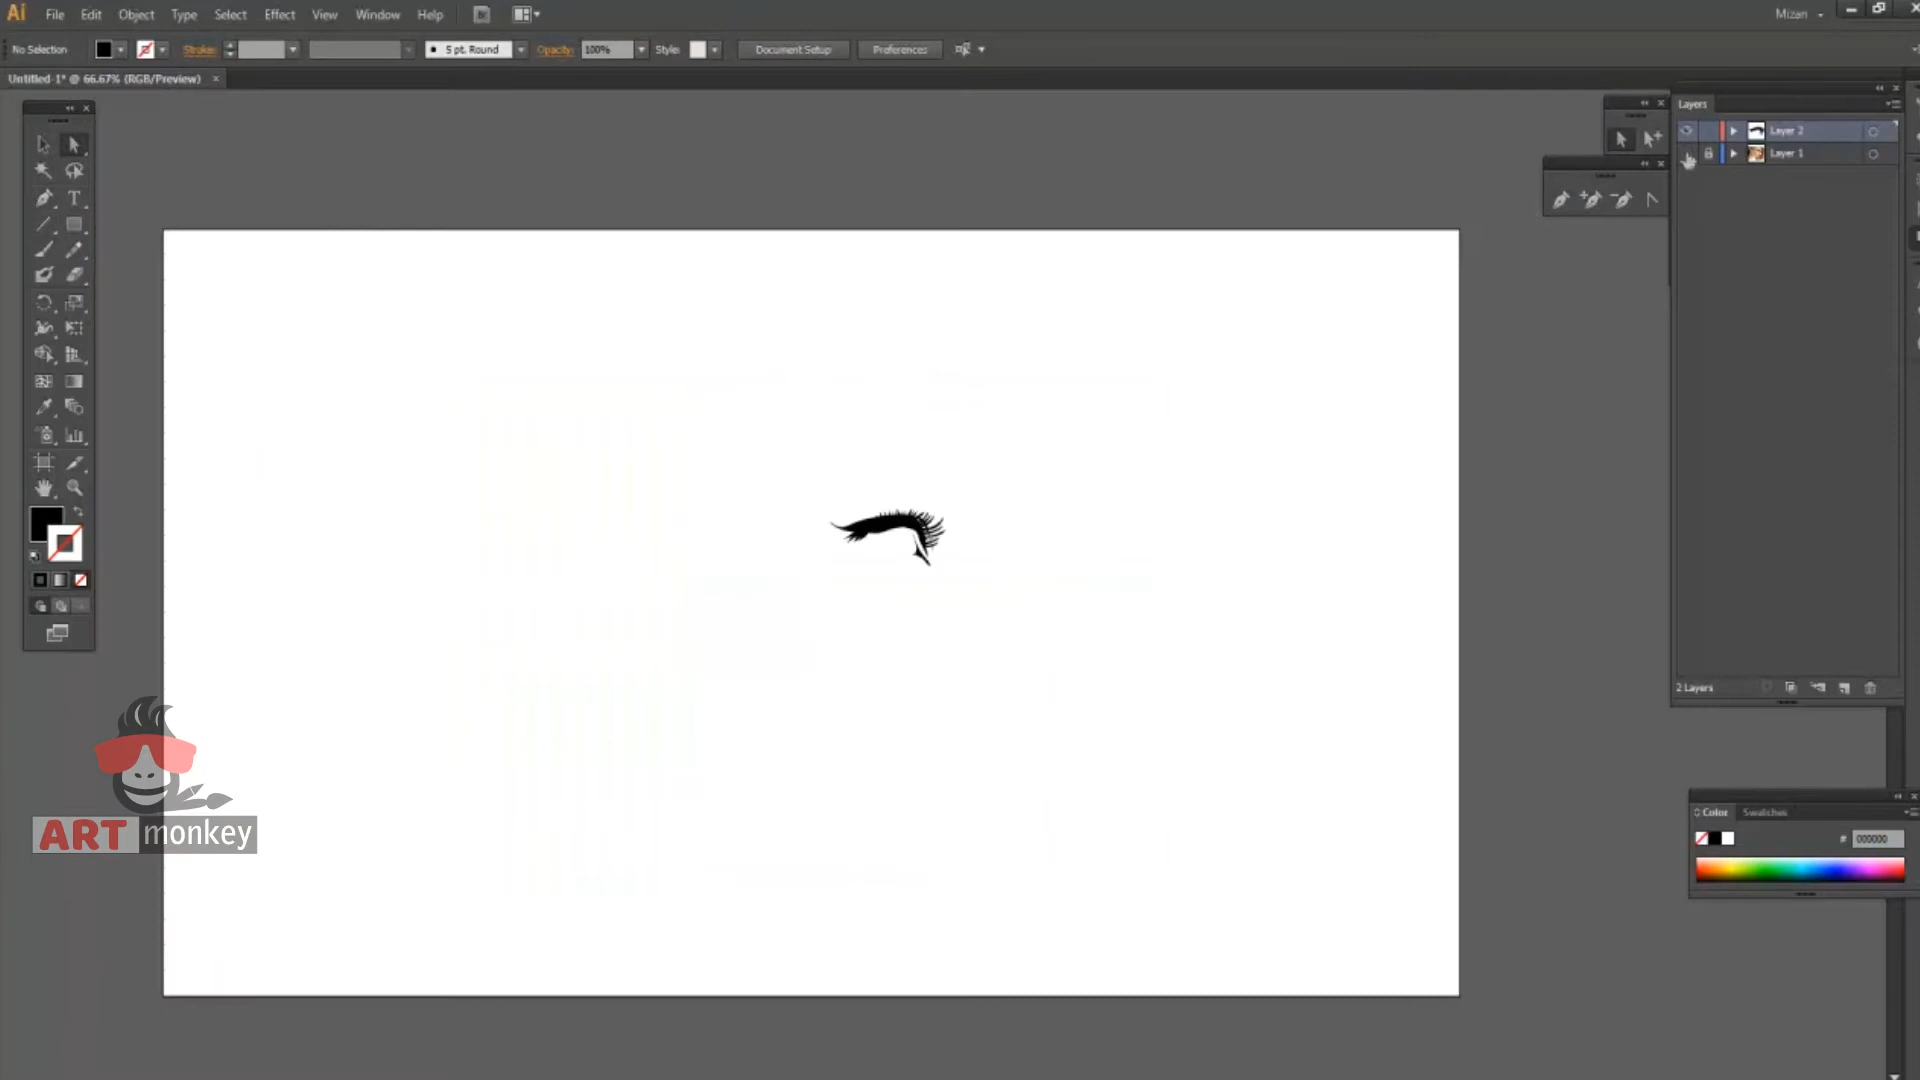 Ai File Edit Object Type Select Effect View Window Help Br Mizan
No Selection Stroke: 5 pt. Round Opacity: 100% Style: Document Setup Preferences
Untitled-1* @ 66.67% (RGB/Preview)
Layers
Layer 2
Layer 1
2 Layers
Color Swatches
# 000000
ART monkey